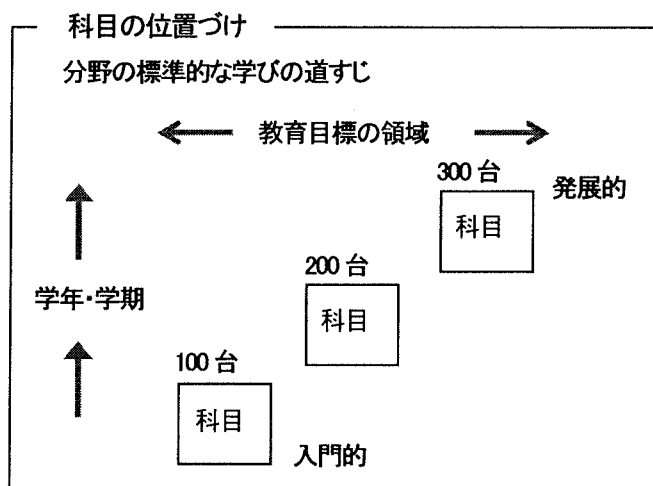 科目の位置づけ
分野の標準的な学びの道すじ
教育目標の領域
300台
発展的
科目
200台
学年・学期
科目
100台
科目
入門的